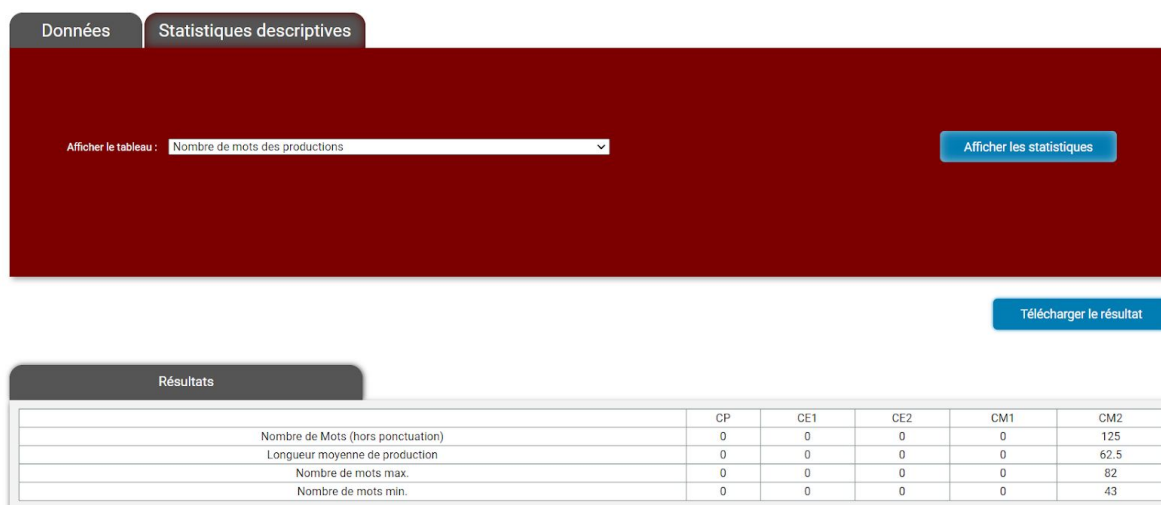 Données Statistiques descriptives
Afficher le tableau : Nombre de mots des productions Afficher les statistiques
Télécharger le résultat
Résultats
CP CE1 CE2 CM1 CM2
Nombre de Mots (hors ponctuation) 0 0 0 0 125
Longueur moyenne de production 0 0 0 0 62.5
Nombre de mots max. 0 0 0 0 82
Nombre de mots min. 0 0 0 0 43